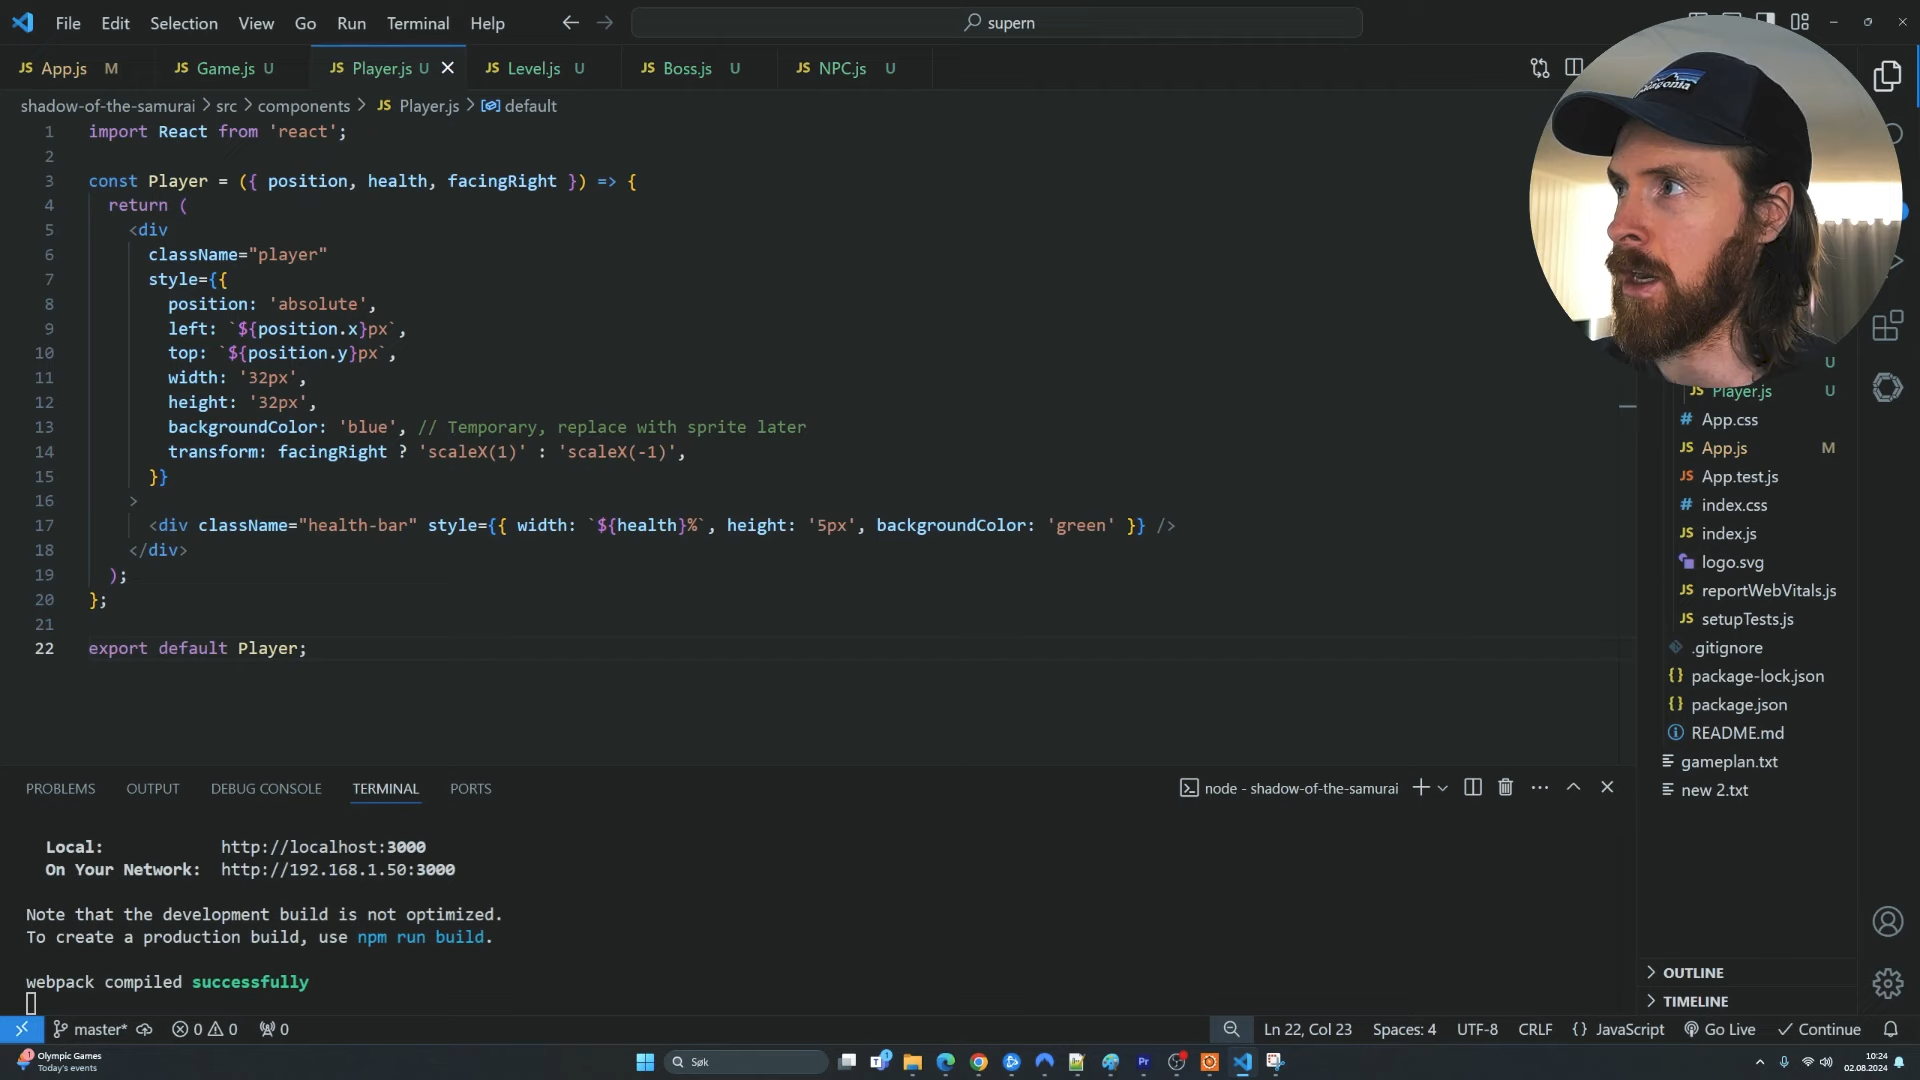 File Edit Selection View Go Run Terminal Help
supern
JS App.js M
JS Game.js U
JS Player.js U
JS Level.js U
JS Boss.js U
JS NPC.js U
shadow-of-the-samurai > src > components > JS Player.js > default
1 import React from 'react';
2
3 const Player = ({ position, health, facingRight }) => {
4 return (
5 <div
6 className="player"
7 style={{
8 position: 'absolute',
9 left: `${position.x}px`,
10 top: `${position.y}px`,
11 width: '32px',
12 height: '32px',
13 backgroundColor: 'blue', // Temporary, replace with sprite later
14 transform: facingRight ? 'scaleX(1)' : 'scaleX(-1)',
15 }}
16 >
17 <div className="health-bar" style={{ width: `${health}%`, height: '5px', backgroundColor: 'green' }} />
18 </div>
19 );
20 };
21
22 export default Player;
patagonia
U
JS Player.js U
# App.css
JS App.js M
JS App.test.js
# index.css
JS index.js
logo.svg
JS reportWebVitals.js
JS setupTests.js
.gitignore
{} package-lock.json
{} package.json
README.md
gameplan.txt
new 2.txt
OUTLINE
TIMELINE
PROBLEMS OUTPUT DEBUG CONSOLE TERMINAL PORTS
node - shadow-of-the-samurai
Local: http://localhost:3000
On Your Network: http://192.168.1.50:3000
Note that the development build is not optimized.
To create a production build, use npm run build.
webpack compiled successfully
master* 0 0 0
Ln 22, Col 23 Spaces: 4 UTF-8 CRLF {} JavaScript Go Live Continue
1
Olympic Games
Today's events
Søk
1
Pr
10:24
02.08.2024